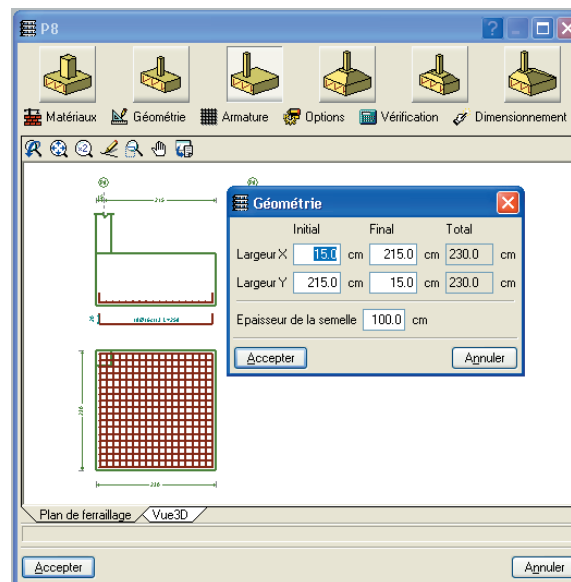 P8
Matériaux Géométrie Armature Options Vérification Dimensionnement
215
Géométrie
Initial Final Total
Largeur X 15.0 cm 215.0 cm 230.0 cm
Largeur Y 215.0 cm 15.0 cm 230.0 cm
Epaisseur de la semelle 100.0 cm
Accepter Annuler
Plan de ferraillage Vue3D
Accepter Annuler